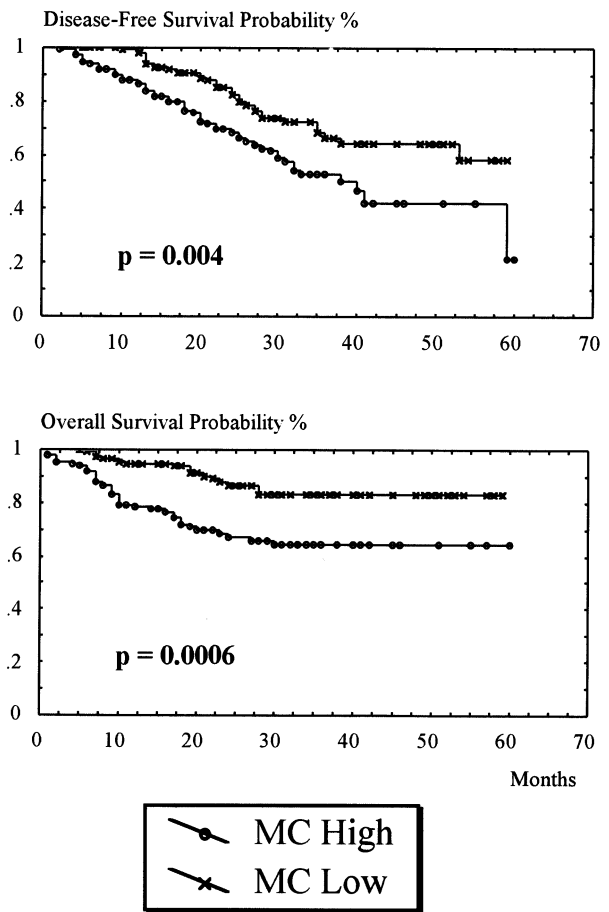 Disease-Free Survival Probability %
1
.8
.6
.4
.2
0
p = 0.004
0 10 20 30 40 50 60 70
Overall Survival Probability %
1
.8
.6
.4
.2
0
p = 0.0006
0 10 20 30 40 50 60 70
Months
MC High
MC Low